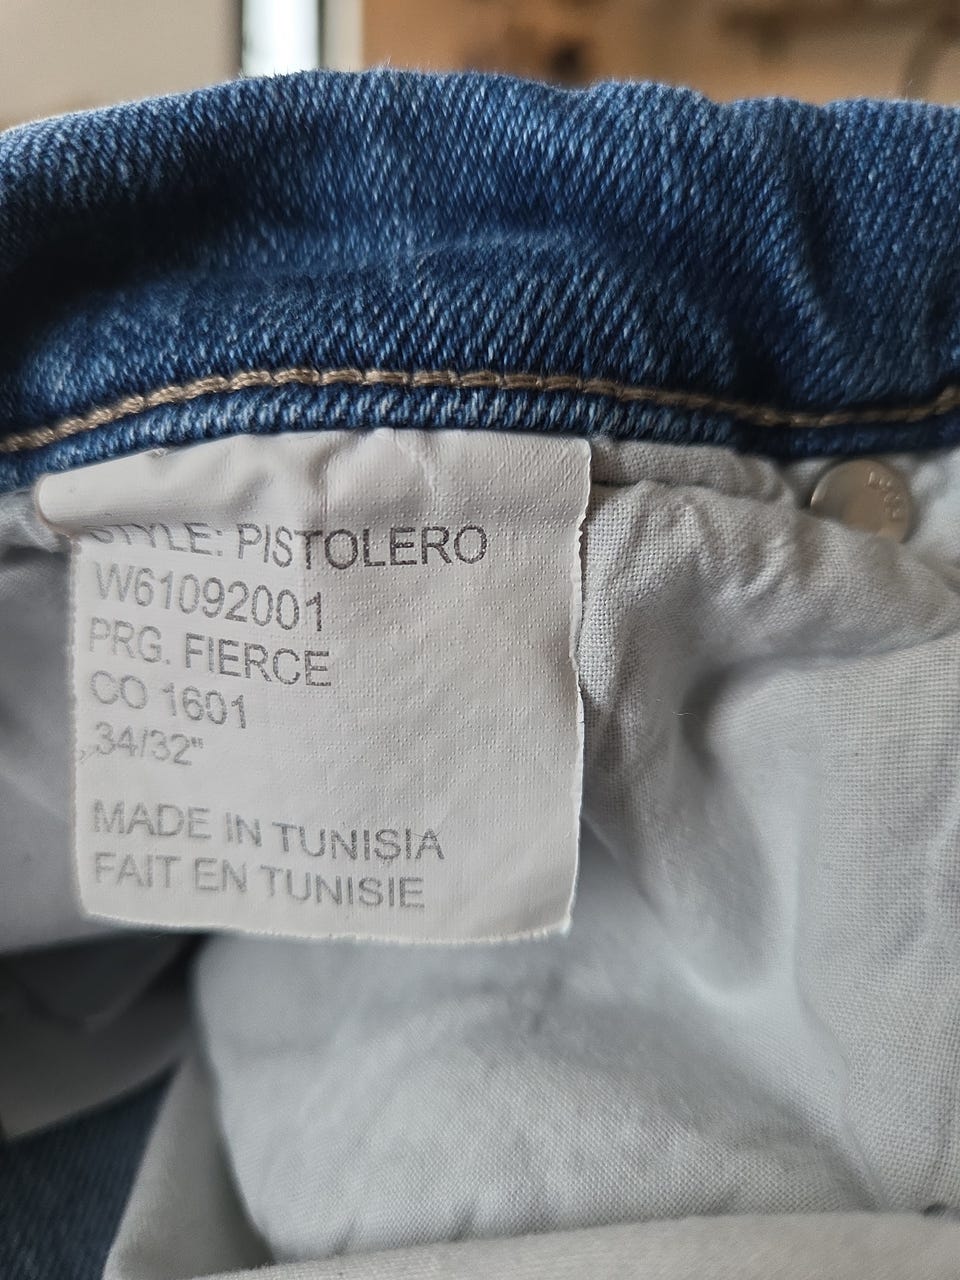 STYLE: PISTOLERO
W61092001
PRG. FIERCE
CO 1601
34/32"
MADE IN TUNISIA
FAIT EN TUNISIE